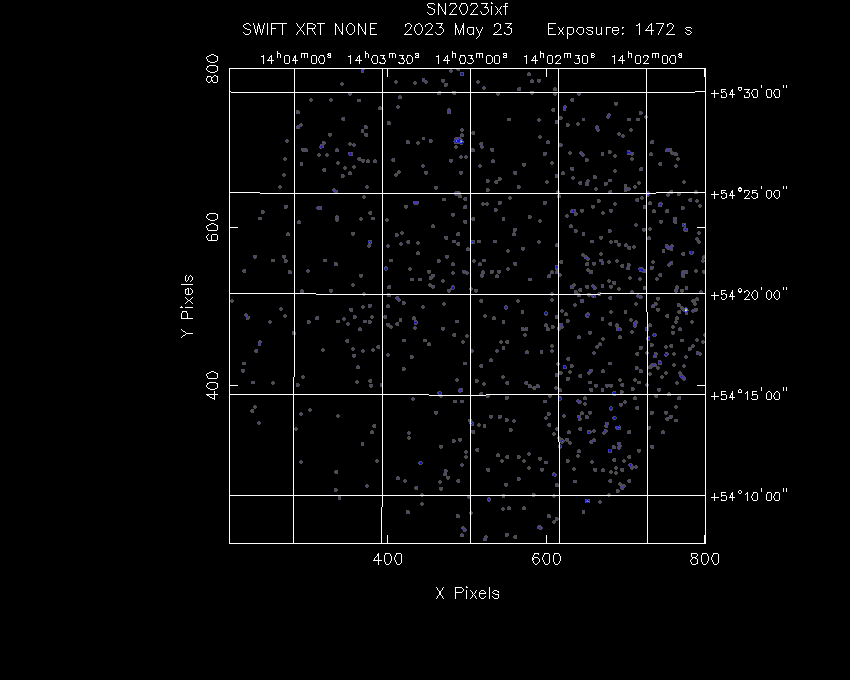 SN2023ixf
SWIFT XRT NONE 2023 May 23 Exposure: 1472 s
14ʰ04ᵐ00ˢ 14ʰ03ᵐ30ˢ 14ʰ03ᵐ00ˢ 14ʰ02ᵐ30ˢ 14ʰ02ᵐ00ˢ
800
+54°30'00"
+54°25'00"
600
+54°20'00"
Y Pixels
400
+54°15'00"
+54°10'00"
400 600 800
X Pixels